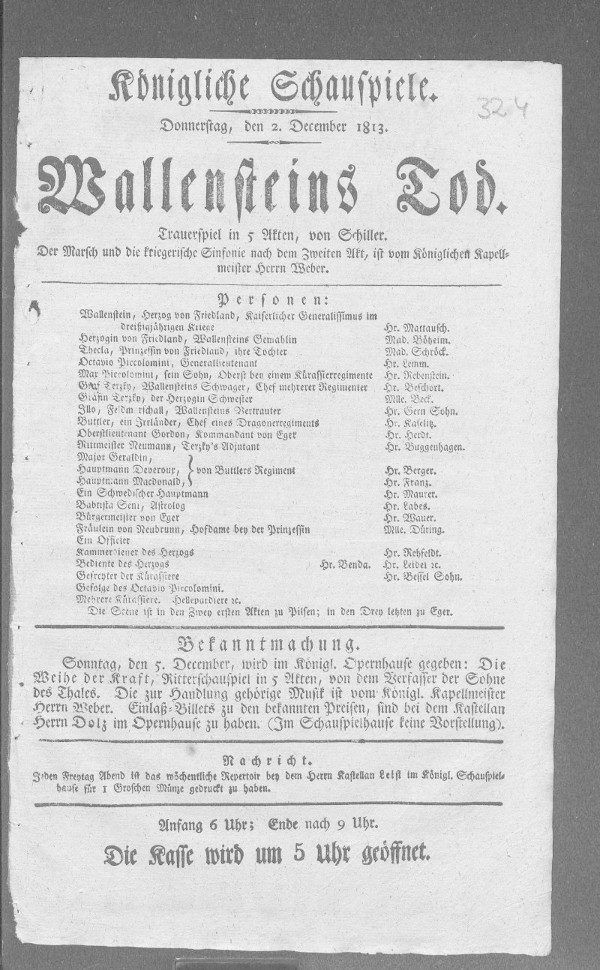 Königliche Schauspiele.
324
Donnerstag, den 2. December 1813.
Wallensteins Tod.
Trauerspiel in 5 Akten, von Schiller.
Der Marsch und die kriegerische Sinfonie nach dem Zweiten Akt, ist vom Königlichen Kapell-
meister Herrn Weber.
Personen:
Wallenstein, Herzog von Friedland, Kaiserlicher Generalissimus im
dreißigjährigen Kriege Hr. Mattausch.
Herzogin von Friedland, Wallensteins Gemahlin Mad. Böheim.
Thecla, Prinzessin von Friedland, ihre Tochter Mad. Schröck.
Octavio Piccolomini, Generallieutenant Hr. Lemm.
Max Piccolomini, sein Sohn, Oberst bey einem Kürassierregimente Hr. Rebenstein.
Graf Terzky, Wallensteins Schwager, Chef mehrerer Regimenter Hr. Beschort.
Gräfin Terzky, der Herzogin Schwester Mlle. Beck.
Illo, Feldmarschall, Wallensteins Vertrauter Hr. Gern Sohn.
Buttler, ein Irrländer, Chef eines Dragonerregiments Hr. Kaselitz.
Oberstlieutenant Gordon, Kommandant von Eger Hr. Herdt.
Rittmeister Neumann, Terzky's Adjutant Hr. Buggenhagen.
Major Geraldin,
Hauptmann Deveroux, von Buttlers Regiment Hr. Berger.
Hauptmann Macdonald, Hr. Franz.
Ein Schwedischer Hauptmann Hr. Maurer.
Babtista Seni, Astrolog Hr. Labes.
Bürgermeister von Eger Hr. Wauer.
Fräulein von Neubrunn, Hofdame bey der Prinzessin Mlle. Düring.
Ein Officier
Kammerdiener des Herzogs Hr. Rehfeldt.
Bediente des Herzogs Hr. Benda. Hr. Leidel ꝛc.
Gefreyter der Kürassiere Hr. Bessel Sohn.
Gefolge des Octavio Piccolomini.
Mehrere Kürassiere. Hellepardiere ꝛc.
Die Scene ist in den Zwey ersten Akten zu Pilsen; in den Drey letzten zu Eger.
Bekanntmachung.
Sonntag, den 5. December, wird im Königl. Opernhause gegeben: Die
Weihe der Kraft, Ritterschauspiel in 5 Akten, von dem Verfasser der Söhne
des Thales. Die zur Handlung gehörige Musik ist vom Königl. Kapellmeister
Herrn Weber. Einlaß-Billets zu den bekannten Preisen, sind bei dem Kastellan
Herrn Dolz im Opernhause zu haben. (Im Schauspielhause keine Vorstellung).
Nachricht.
Jeden Freytag Abend ist das wöchentliche Repertoir bey dem Herrn Kastellan Leist im Königl. Schauspiel-
hause für 1 Groschen Münze gedruckt zu haben.
Anfang 6 Uhr; Ende nach 9 Uhr.
Die Kasse wird um 5 Uhr geöffnet.